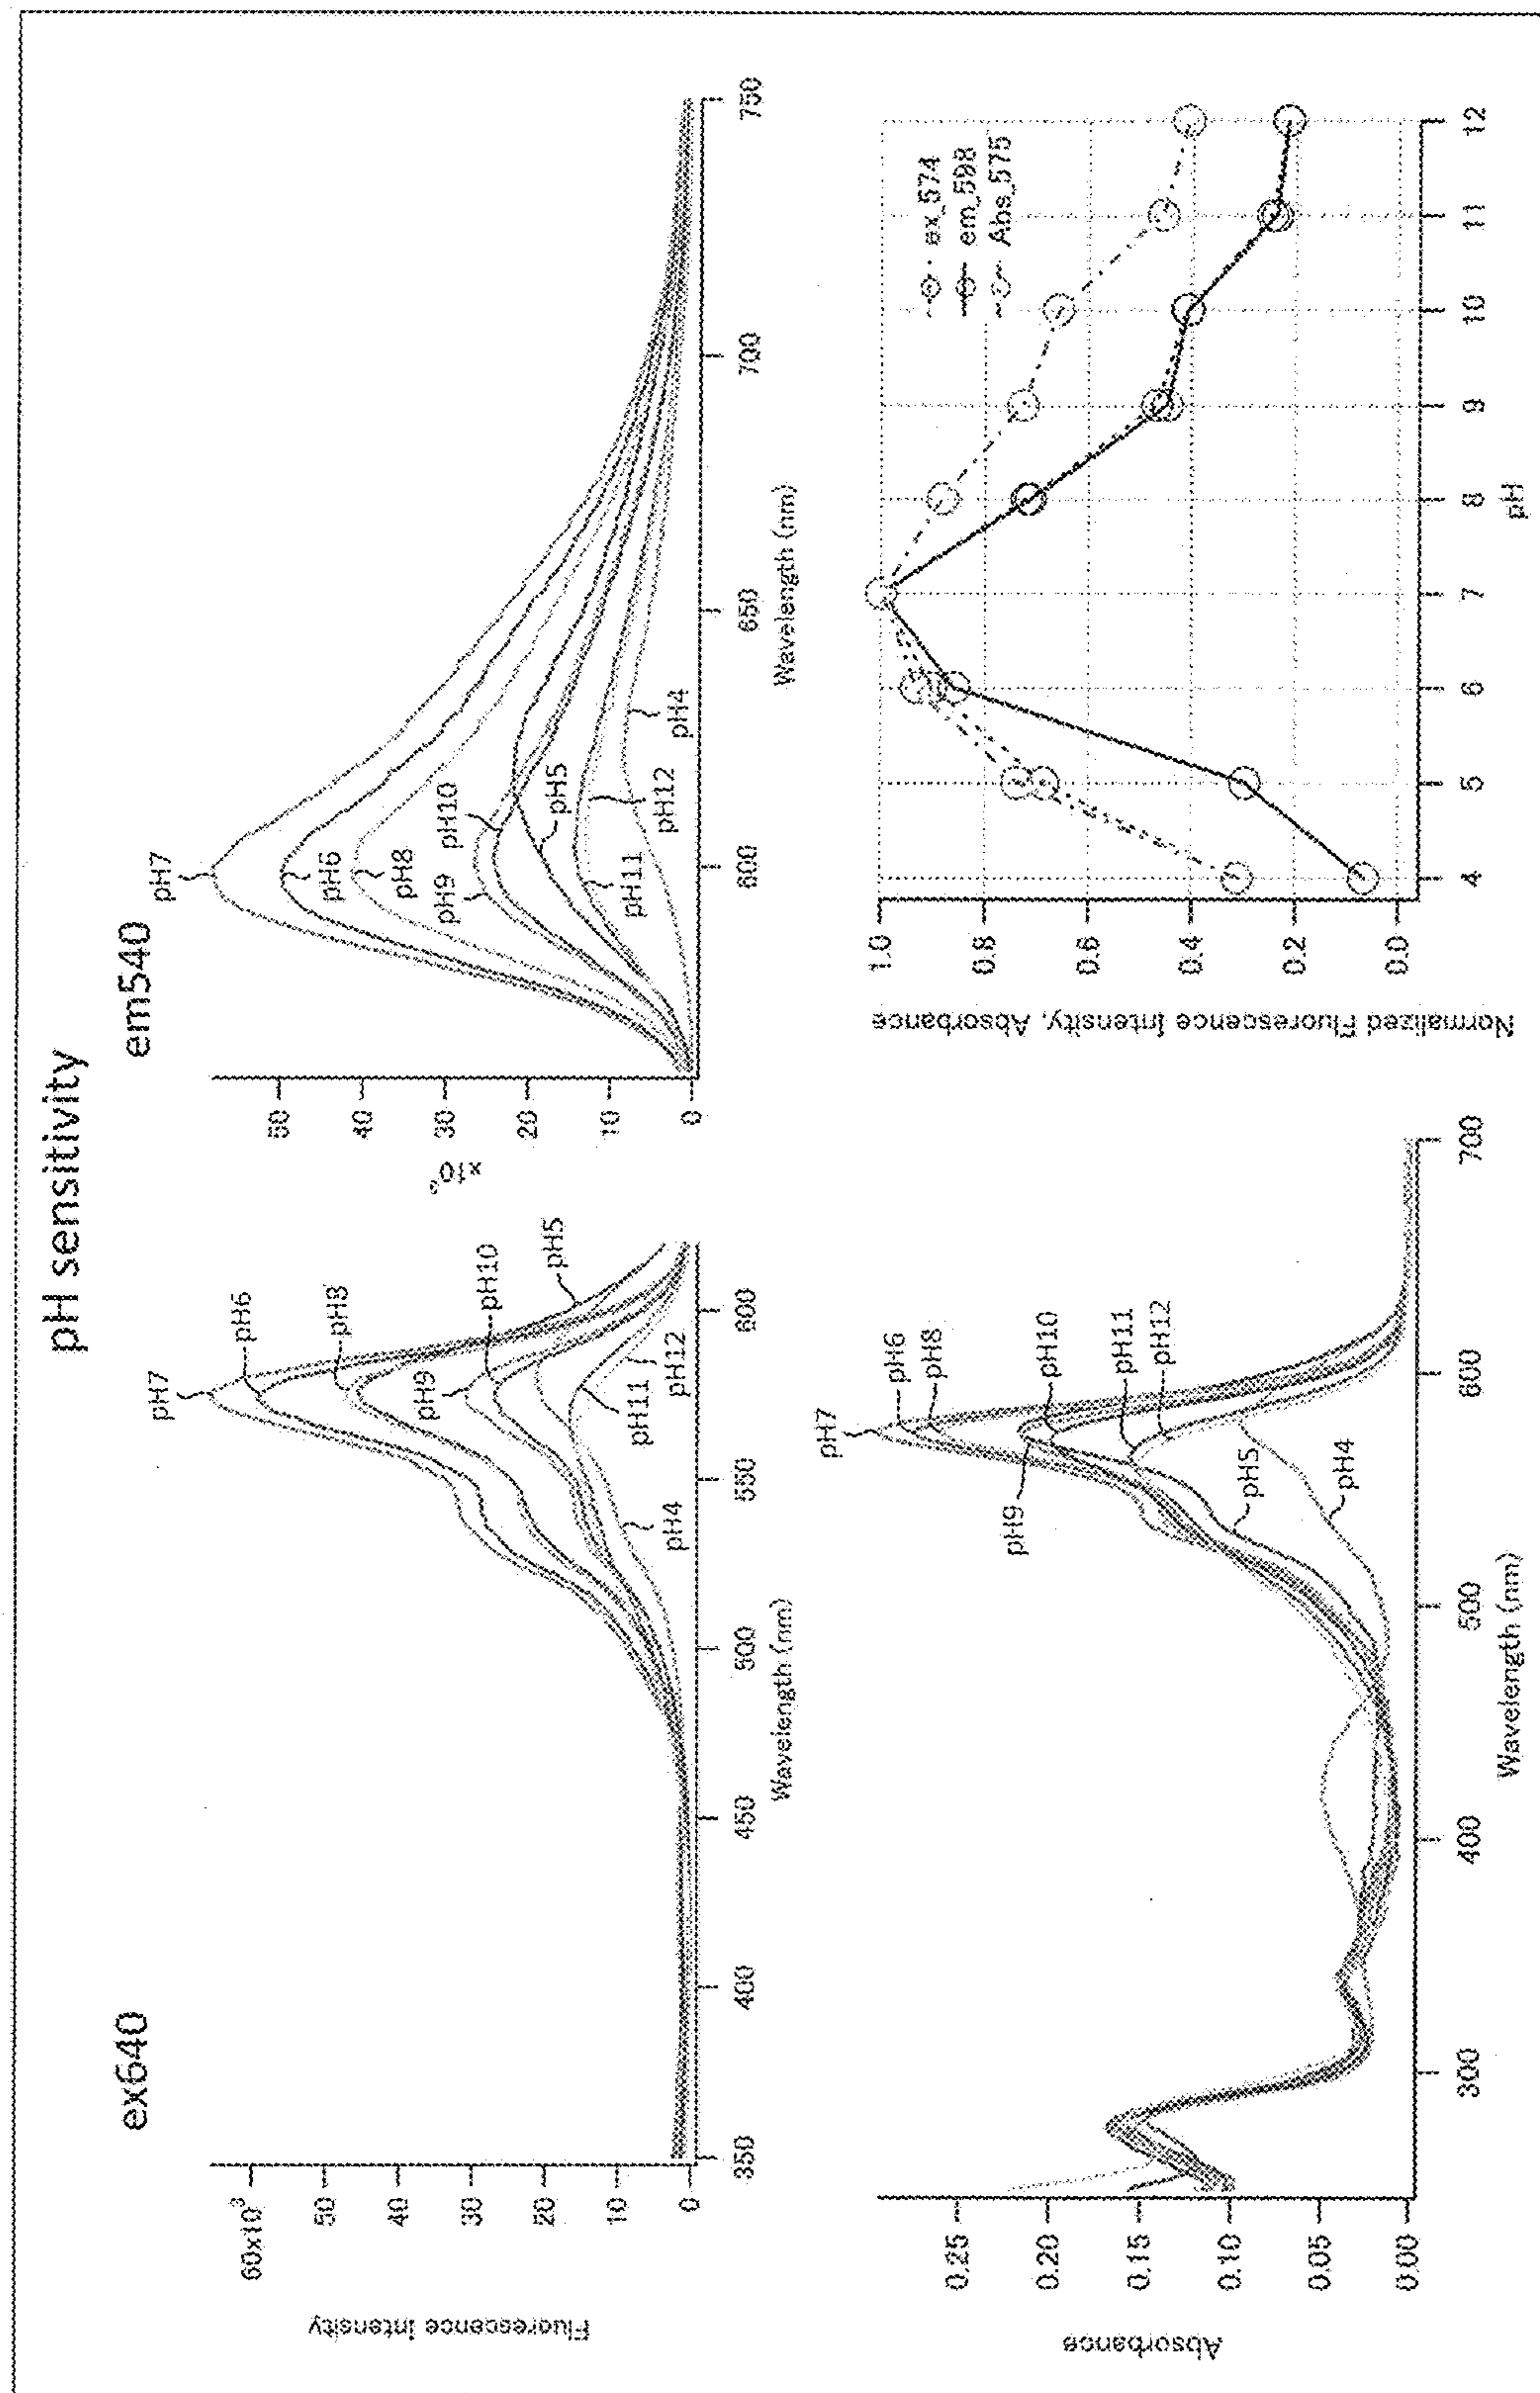 pH sensitivity
ex640
Fluorescence Intensity
60x10³
50
40
30
20
10
0
350
400
450
500
550
600
Wavelength (nm)
pH7
pH6
pH8
pH9
pH10
pH5
pH11
pH12
pH4
em540
x10³
50
40
30
20
10
0
600
650
700
750
Wavelength (nm)
pH7
pH6
pH8
pH9
pH10
pH5
pH11
pH12
pH4
Absorbance
0.25
0.20
0.15
0.10
0.05
0.00
300
400
500
600
700
Wavelength (nm)
pH7
pH6
pH8
pH9
pH10
pH11
pH12
pH5
pH4
Normalized Fluorescence Intensity, Absorbance
1.0
0.8
0.6
0.4
0.2
0.0
4
5
6
7
8
9
10
11
12
pH
ex_574
em_598
Abs_575